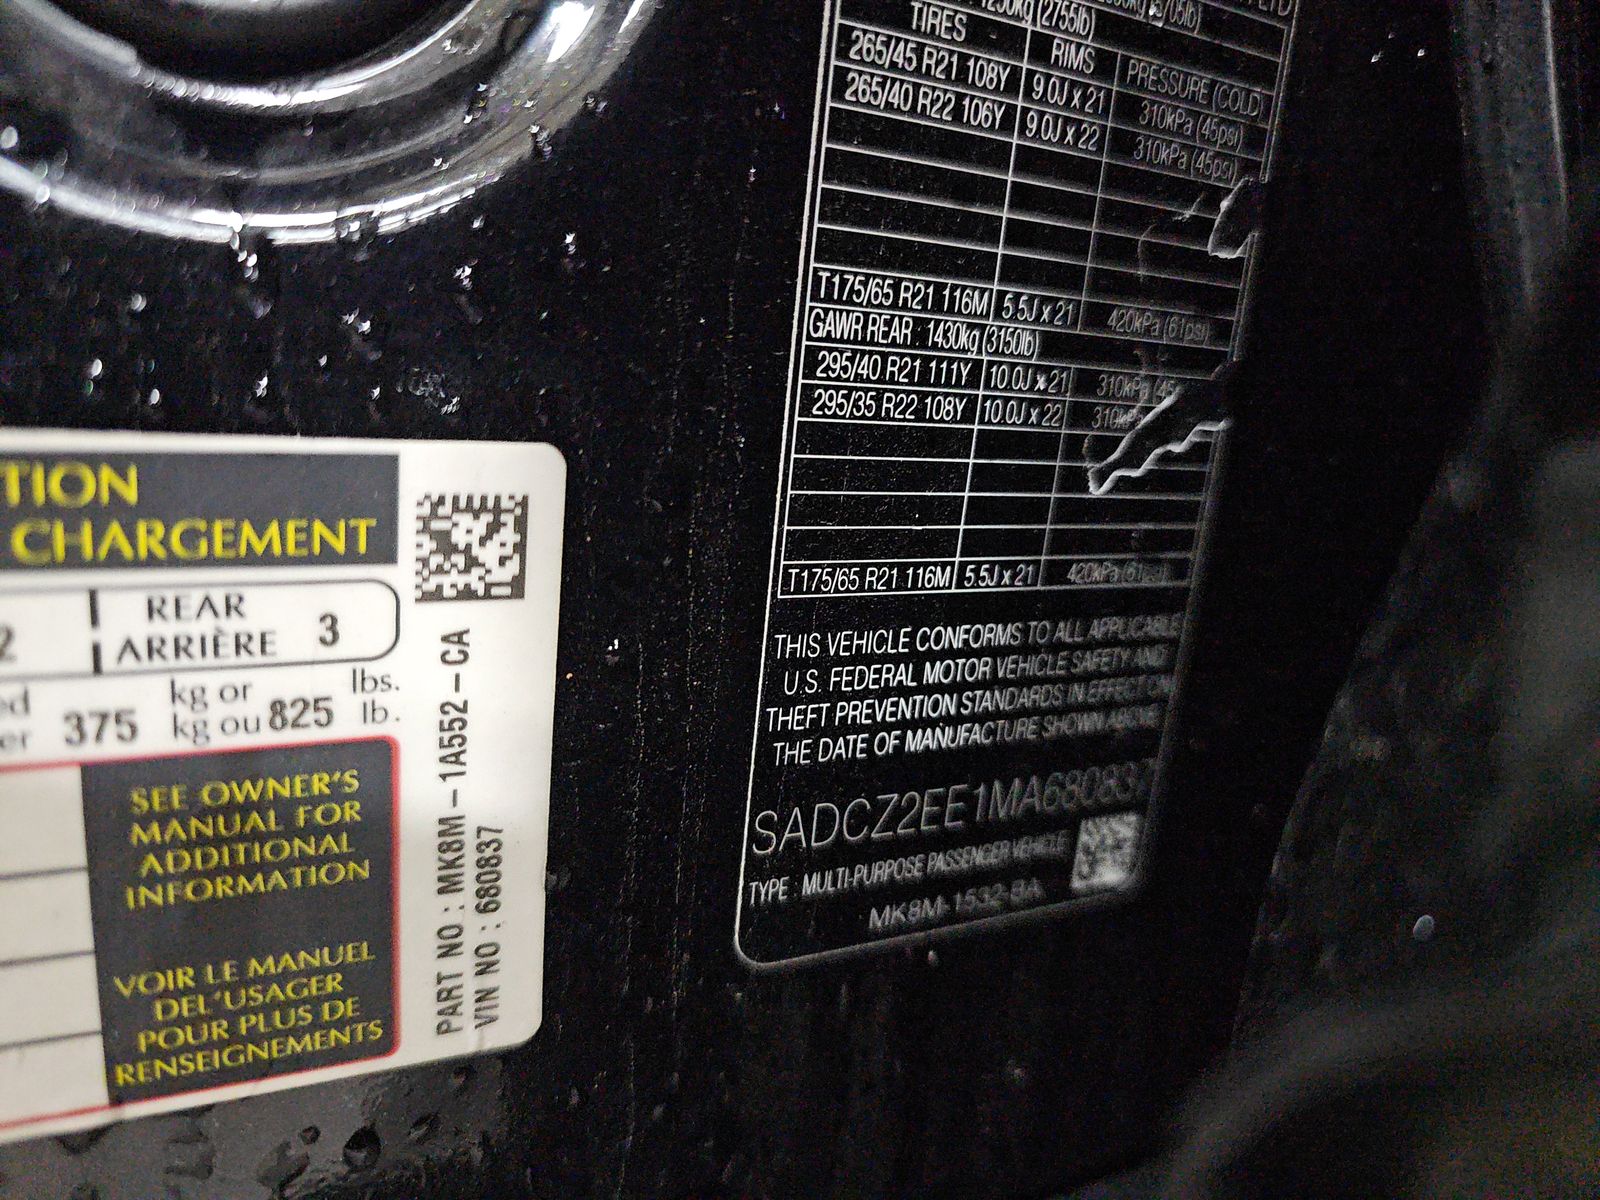 TION
CHARGEMENT
2
REAR
ARRIÈRE 3
kg or lbs.
375 kg ou 825 lb.
SEE OWNER'S
MANUAL FOR
ADDITIONAL
INFORMATION
VOIR LE MANUEL
DEL'USAGER
POUR PLUS DE
RENSEIGNEMENTS
PART NO : MK8M – 1A552 – CA
VIN NO : 680837
1250kg (2755lb)
TIRES RIMS PRESSURE (COLD)
265/45 R21 108Y 9.0J x 21 310kPa (45psi)
265/40 R22 106Y 9.0J x 22 310kPa (45psi)
T175/65 R21 116M 5.5J x 21 420kPa (61psi)
GAWR REAR : 1430kg (3150lb)
295/40 R21 111Y 10.0J x 21 310kPa (45
295/35 R22 108Y 10.0J x 22 310kP
T175/65 R21 116M 5.5J x 21 420kPa (61psi)
THIS VEHICLE CONFORMS TO ALL APPLICABLE
U.S. FEDERAL MOTOR VEHICLE SAFETY AND
THEFT PREVENTION STANDARDS IN EFFECT ON
THE DATE OF MANUFACTURE SHOWN ABOVE
SADCZ2EE1MA680837
TYPE : MULTI-PURPOSE PASSENGER VEHICLE
MK8M-1532-BA